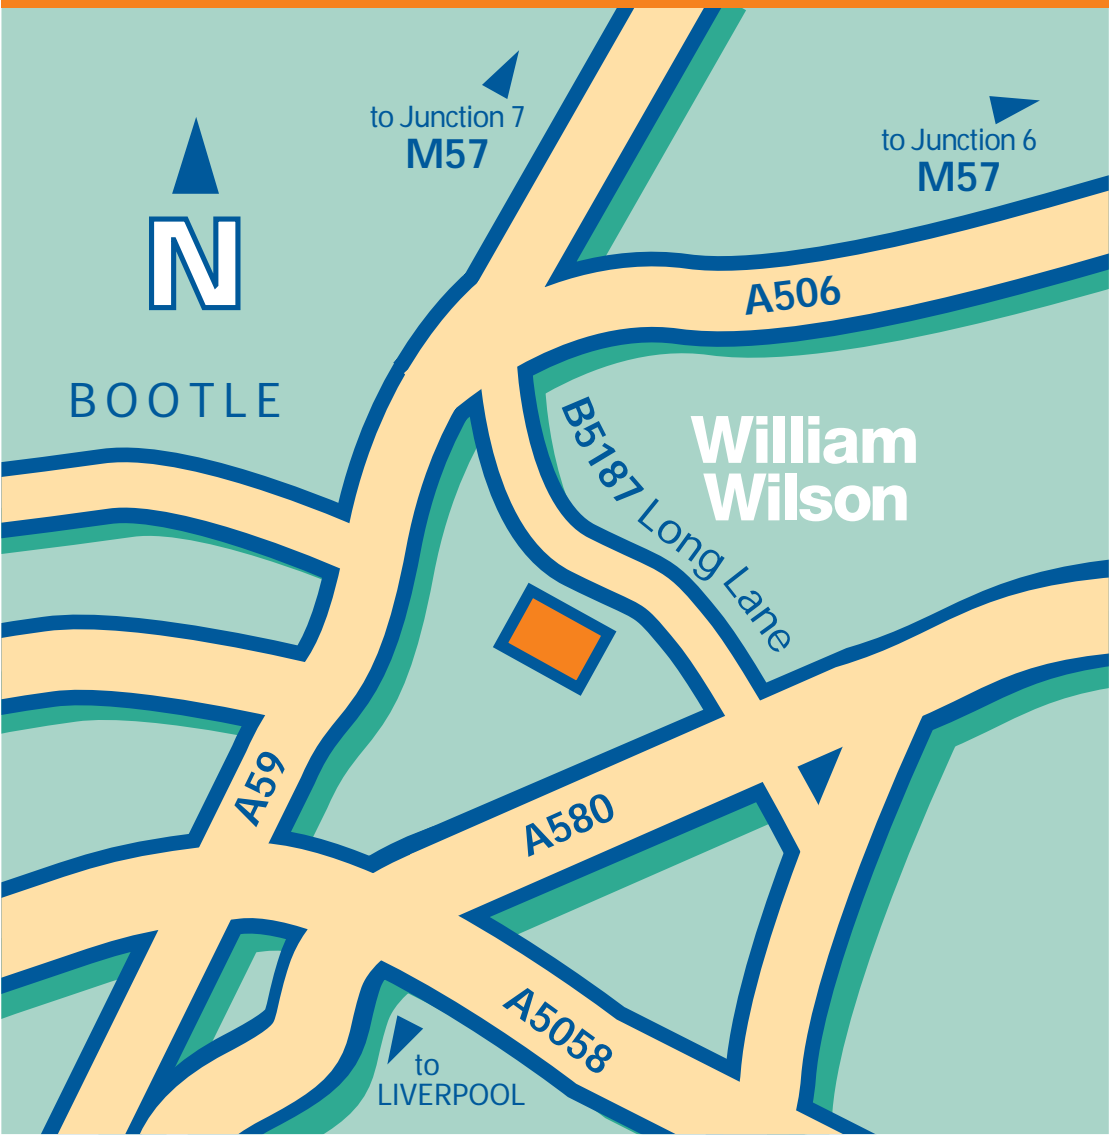 to Junction 7
M57
to Junction 6
M57
N
A506
BOOTLE
B5187 Long Lane
William
Wilson
A59
A580
A5058
to
LIVERPOOL